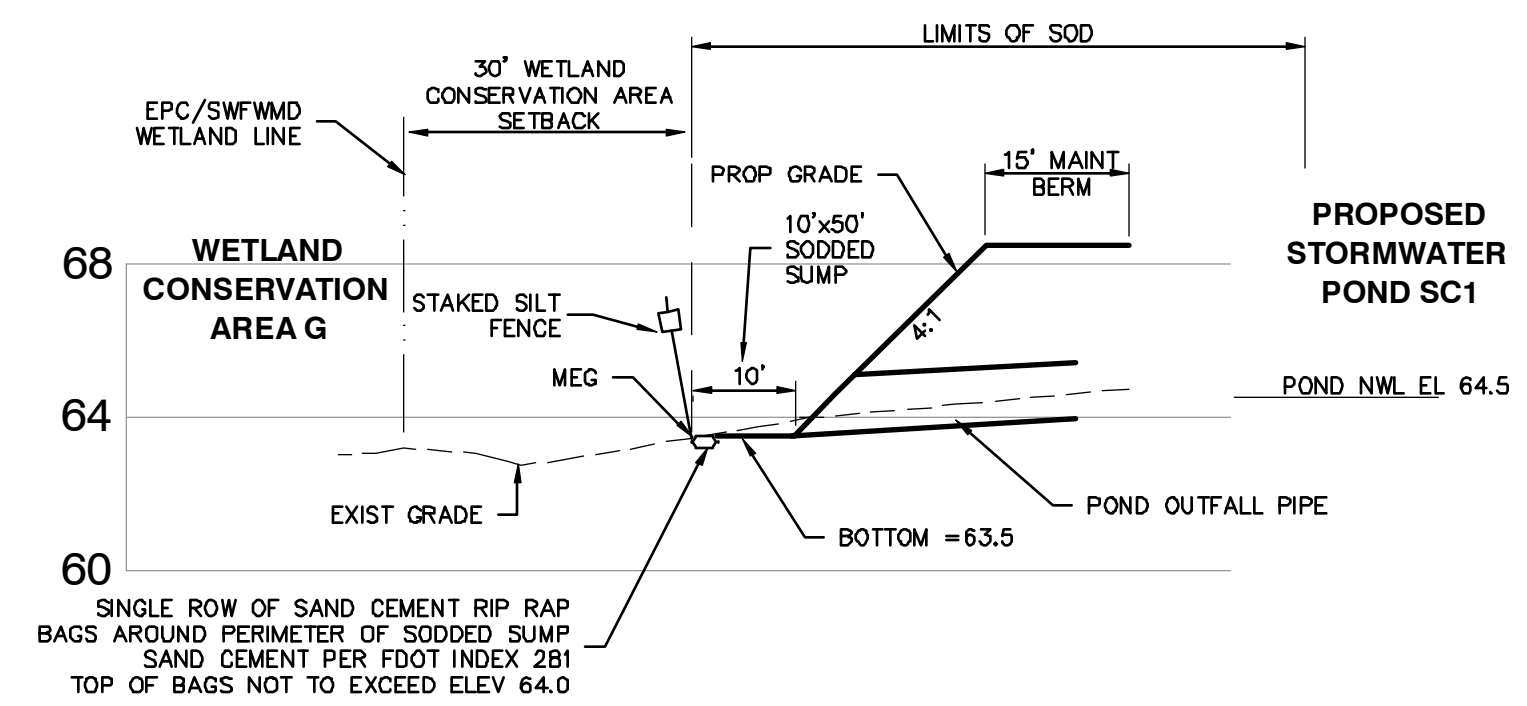 LIMITS OF SOD
30' WETLAND
CONSERVATION AREA
SETBACK
EPC/SWFWMD
WETLAND LINE
PROP GRADE
15' MAINT
BERM
10'x50'
SODDED
SUMP
PROPOSED
STORMWATER
POND SC1
WETLAND
CONSERVATION
AREA G
68
STAKED SILT
FENCE
4:1
MEG
10'
POND NWL EL 64.5
64
EXIST GRADE
POND OUTFALL PIPE
BOTTOM =63.5
60
SINGLE ROW OF SAND CEMENT RIP RAP
BAGS AROUND PERIMETER OF SODDED SUMP
SAND CEMENT PER FDOT INDEX 281
TOP OF BAGS NOT TO EXCEED ELEV 64.0